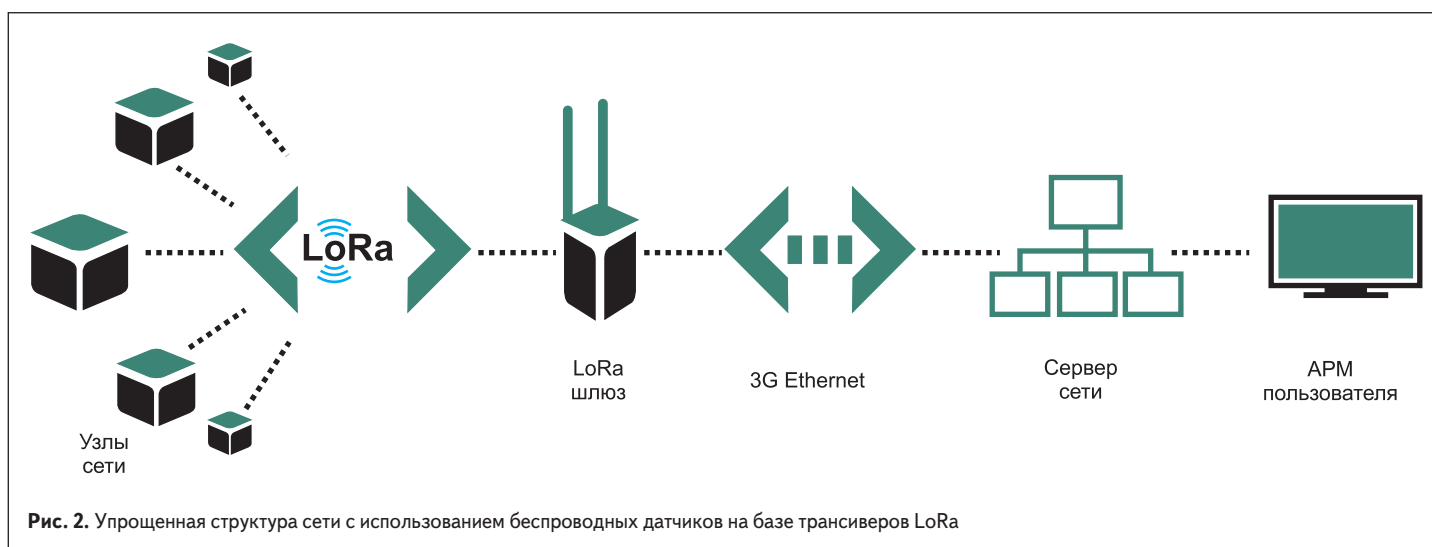 LoRa
LoRa
шлюз
3G Ethernet
Сервер
сети
АРМ
пользователя
Узлы
сети
Рис. 2. Упрощенная структура сети с использованием беспроводных датчиков на базе трансиверов LoRa